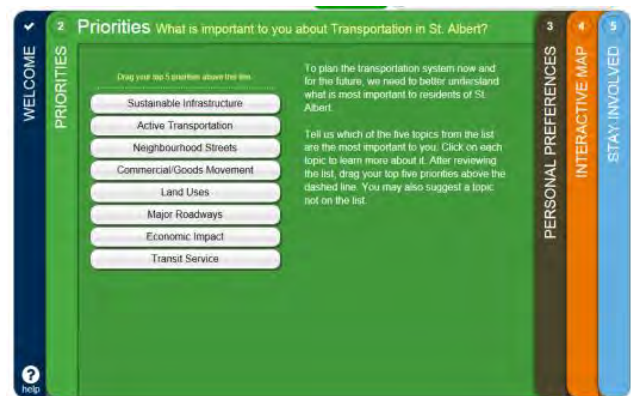 WELCOME
help
2
PRIORITIES
Priorities What is important to you about Transportation in St. Albert?
Drag your top 5 priorities above this line.
Sustainable Infrastructure
Active Transportation
Neighbourhood Streets
Commercial/Goods Movement
Land Uses
Major Roadways
Economic Impact
Transit Service
To plan the transportation system now and
for the future, we need to better understand
what is most important to residents of St.
Albert.
Tell us which of the five topics from the list
are the most important to you. Click on each
topic to learn more about it. After reviewing
the list, drag your top five priorities above the
dashed line. You may also suggest a topic
not on the list.
3
PERSONAL PREFERENCES
4
INTERACTIVE MAP
5
STAY INVOLVED